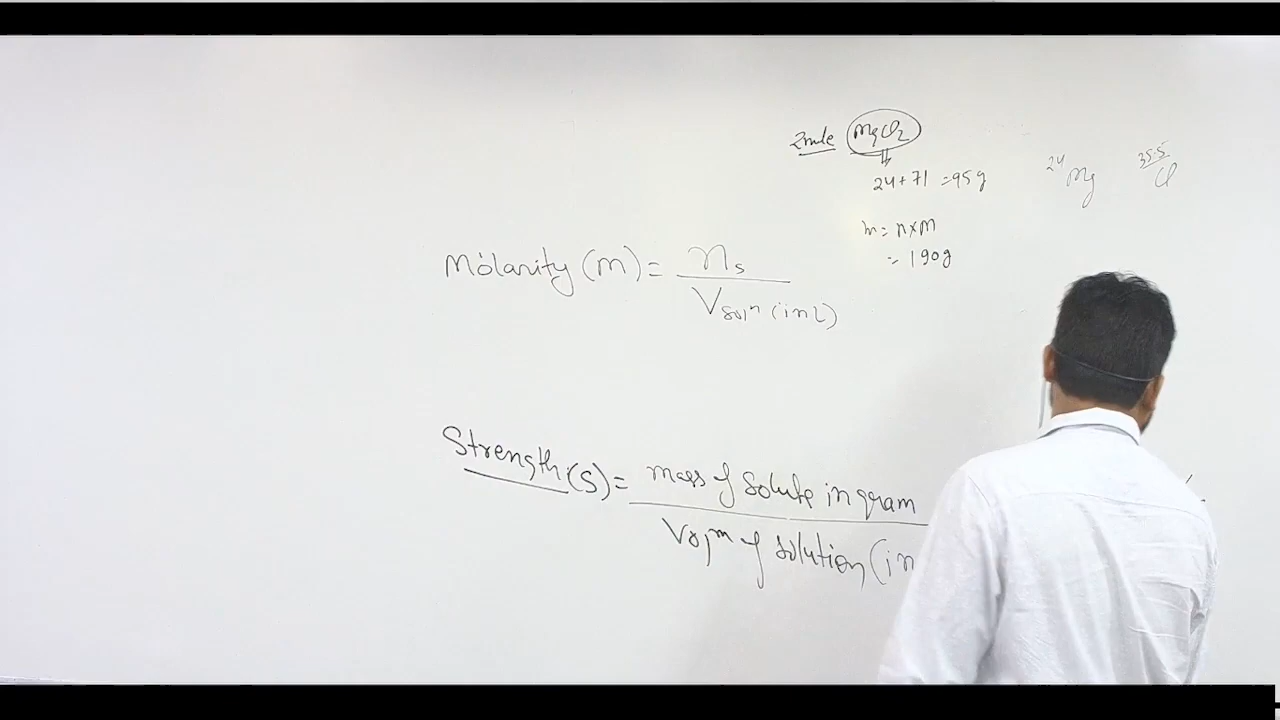 2mole MgCl2
24+71 = 95g
24 Mg 35.5 Cl
m = n×m
= 190g
Molarity (m) = ns
Vsolⁿ (in L)
Strength (S) = mass of solute in gram
of solution (in